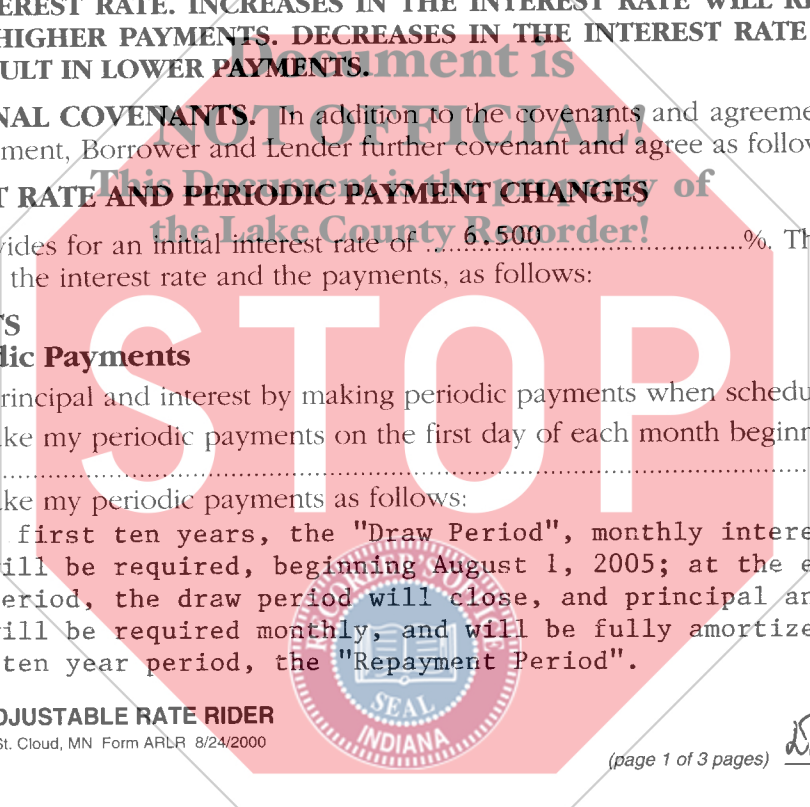 EREST RATE. INCREASES IN THE INTEREST RATE WILL RE
HIGHER PAYMENTS. DECREASES IN THE INTEREST RATE
ULT IN LOWER PAYMENTS.
Document is
NOT OFFICIAL!
This Document is the property of
the Lake County Recorder!
NAL COVENANTS. In addition to the covenants and agreeme
ment, Borrower and Lender further covenant and agree as follow
T RATE AND PERIODIC PAYMENT CHANGES
vides for an initial interest rate of ....6.500..................................%. Th
the interest rate and the payments, as follows:
TS
dic Payments
rincipal and interest by making periodic payments when schedu
ke my periodic payments on the first day of each month beginn
ke my periodic payments as follows:
first ten years, the "Draw Period", monthly intere
ill be required, beginning August 1, 2005; at the e
eriod, the draw period will close, and principal an
ill be required monthly, and will be fully amortize
ten year period, the "Repayment Period".
STOP
RECORDER'S OFFICE
SEAL
INDIANA
DJUSTABLE RATE RIDER
St. Cloud, MN Form ARLR 8/24/2000
(page 1 of 3 pages)